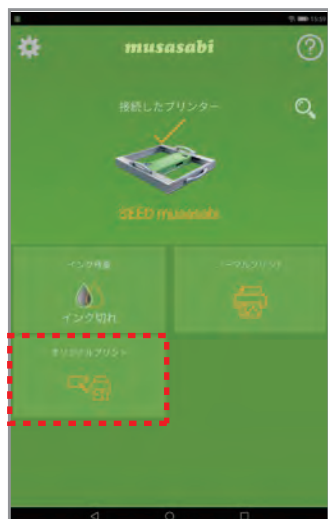 musasabi
接続したプリンター
SEED musasabi
インク残量
ノーマルプリント
インク切れ
オリジナルプリント